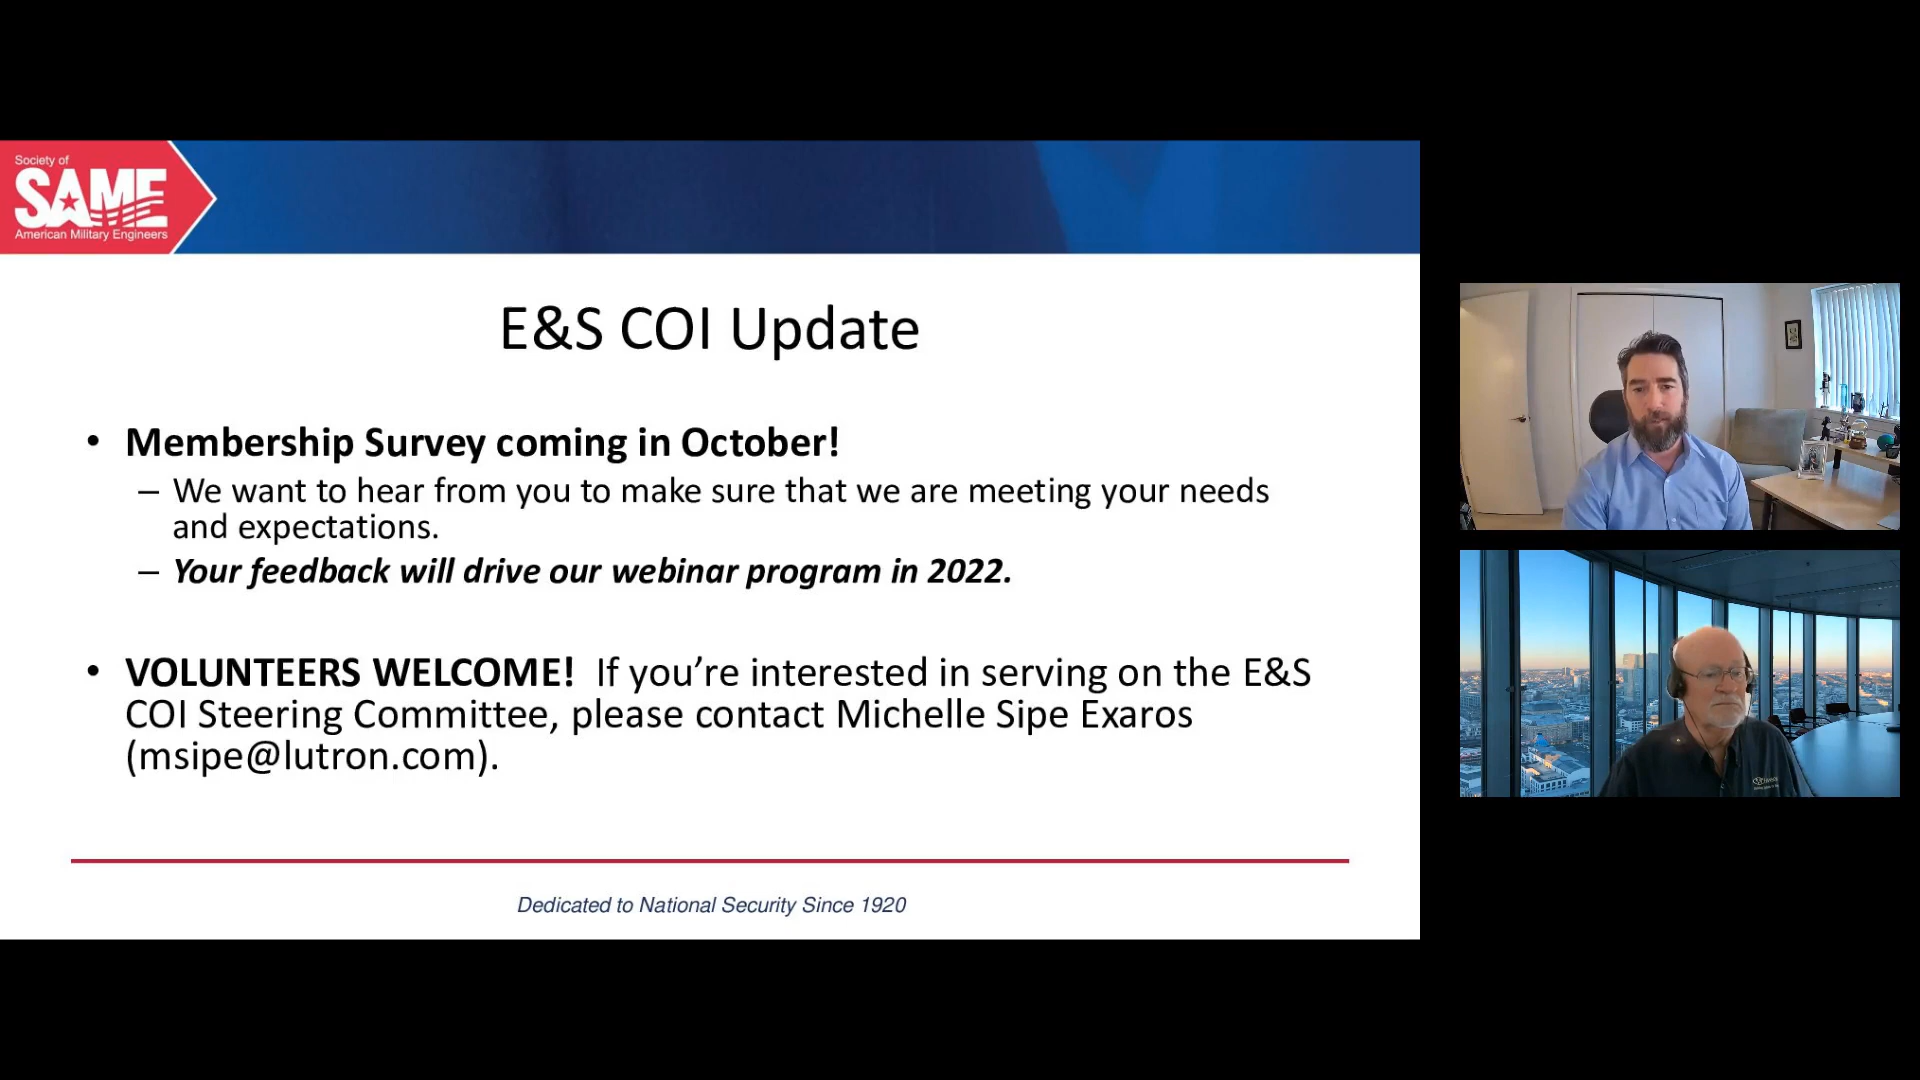 Society of
SAME
American Military Engineers
E&S COI Update
• Membership Survey coming in October!
– We want to hear from you to make sure that we are meeting your needs
and expectations.
– Your feedback will drive our webinar program in 2022.
• VOLUNTEERS WELCOME!  If you’re interested in serving on the E&S
COI Steering Committee, please contact Michelle Sipe Exaros
(msipe@lutron.com).
Dedicated to National Security Since 1920